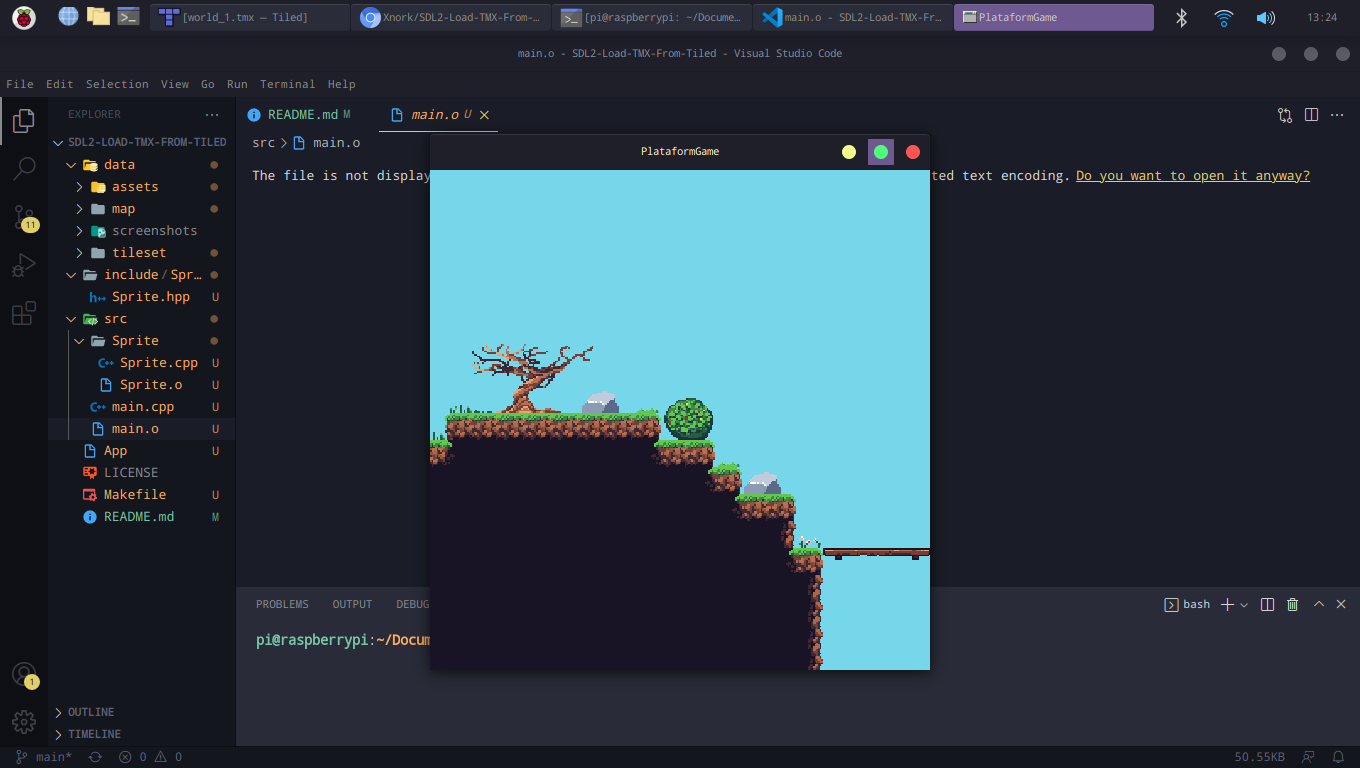 [world_1.tmx — Tiled]
Xnork/SDL2-Load-TMX-From-...
[pi@raspberrypi: ~/Docume...
main.o - SDL2-Load-TMX-Fr...
PlataformGame
13:24
main.o - SDL2-Load-TMX-From-Tiled - Visual Studio Code
File Edit Selection View Go Run Terminal Help
EXPLORER
SDL2-LOAD-TMX-FROM-TILED
data
assets
map
screenshots
tileset
include/Spr...
h++ Sprite.hpp U
src
Sprite
C++ Sprite.cpp U
Sprite.o U
C++ main.cpp U
main.o U
App U
LICENSE
Makefile U
README.md M
OUTLINE
TIMELINE
11
1
README.md M
main.o U
src > main.o
PlataformGame
The file is not display
ted text encoding. Do you want to open it anyway?
PROBLEMS OUTPUT DEBUG
bash
pi@raspberrypi:~/Docum
main* 0 0
50.55KB